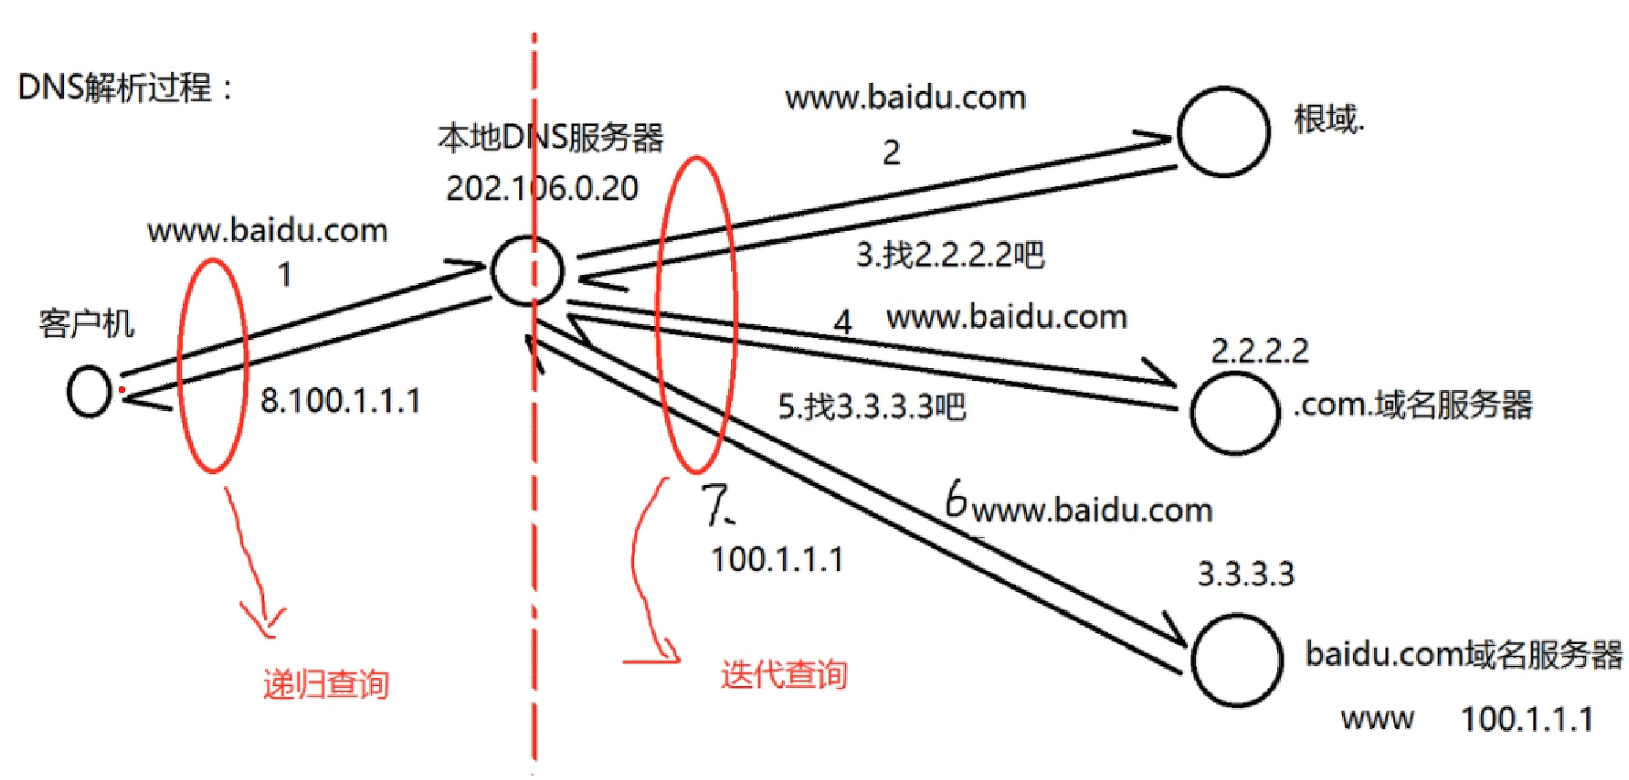 DNS解析过程：
www.baidu.com
2
根域.
本地DNS服务器
202.106.0.20
www.baidu.com
1
3.找2.2.2.2吧
客户机
4 www.baidu.com
2.2.2.2
8.100.1.1.1
5.找3.3.3.3吧
.com.域名服务器
7.
100.1.1.1
6 www.baidu.com
3.3.3.3
递归查询
迭代查询
baidu.com域名服务器
www 100.1.1.1